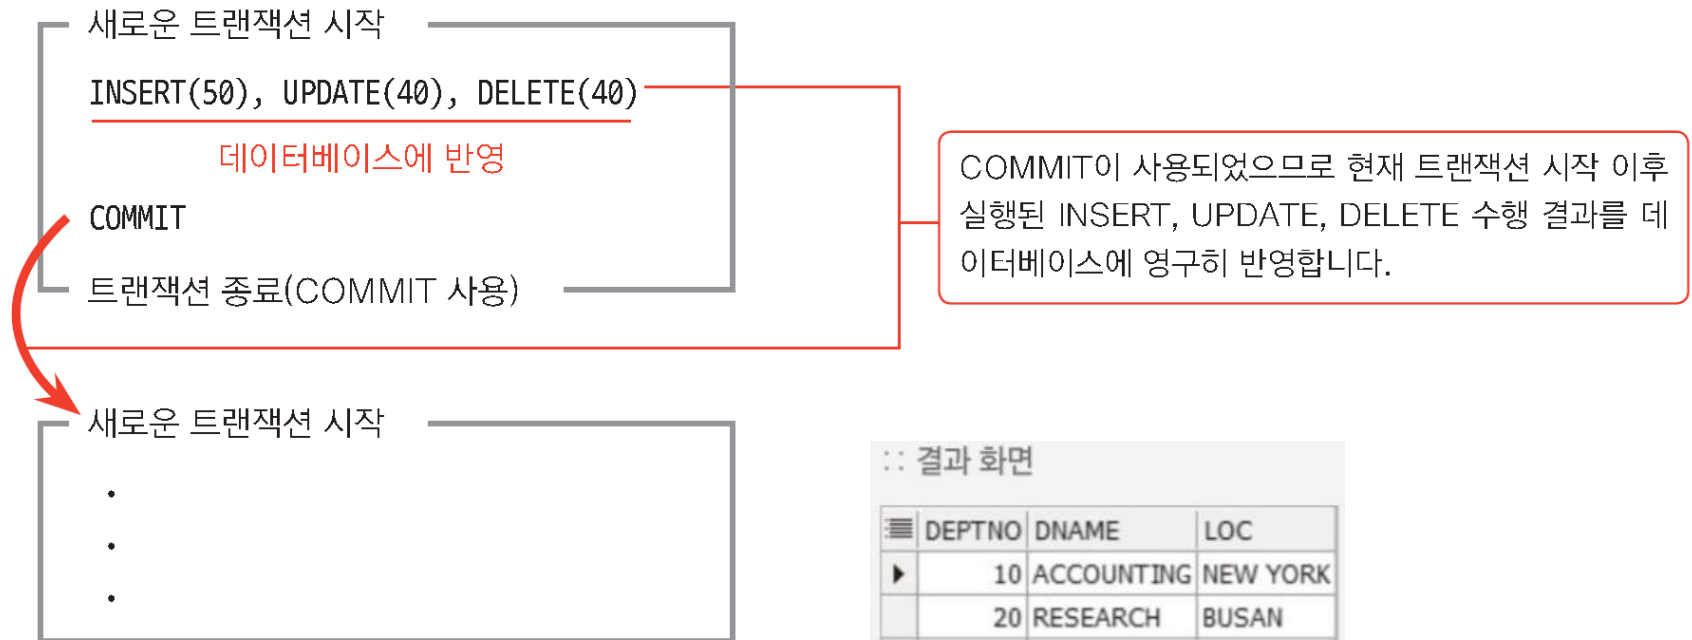 새로운 트랜잭션 시작
INSERT(50), UPDATE(40), DELETE(40)
데이터베이스에 반영
COMMIT
트랜잭션 종료(COMMIT 사용)
COMMIT이 사용되었으므로 현재 트랜잭션 시작 이후
실행된 INSERT, UPDATE, DELETE 수행 결과를 데
이터베이스에 영구히 반영합니다.
새로운 트랜잭션 시작
:: 결과 화면
DEPTNO DNAME LOC
10 ACCOUNTING NEW YORK
20 RESEARCH BUSAN